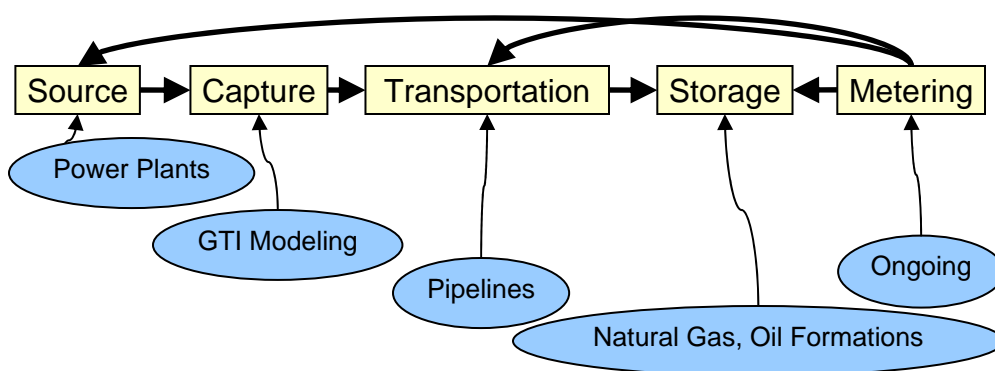 Source
Capture
Transportation
Storage
Metering
Power Plants
GTI Modeling
Pipelines
Ongoing
Natural Gas, Oil Formations